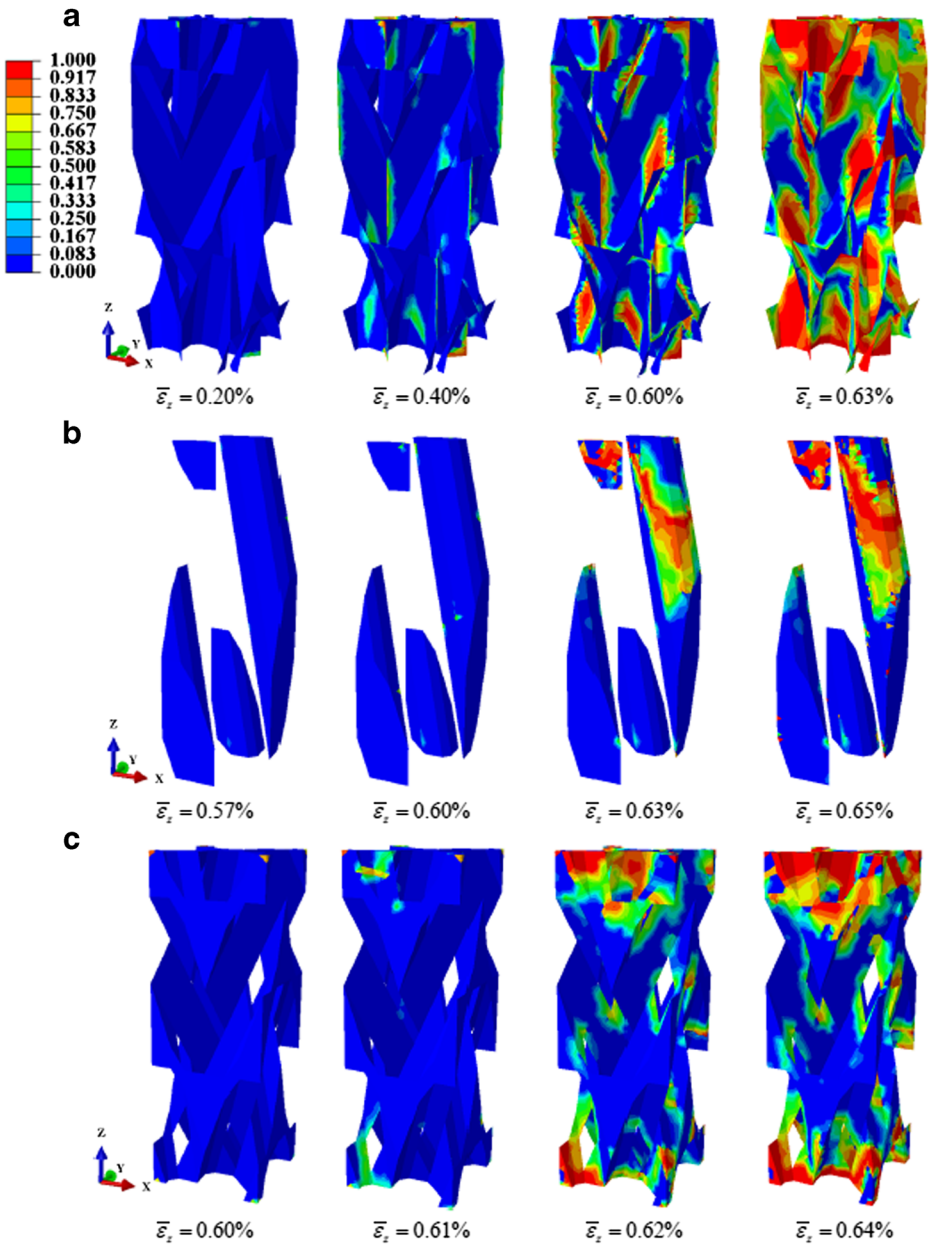 a
1.000
0.917
0.833
0.750
0.667
0.583
0.500
0.417
0.333
0.250
0.167
0.083
0.000
Z
Y
X
ε̅z = 0.20%
ε̅z = 0.40%
ε̅z = 0.60%
ε̅z = 0.63%
b
Z
Y
X
ε̅z = 0.57%
ε̅z = 0.60%
ε̅z = 0.63%
ε̅z = 0.65%
c
Z
Y
X
ε̅z = 0.60%
ε̅z = 0.61%
ε̅z = 0.62%
ε̅z = 0.64%